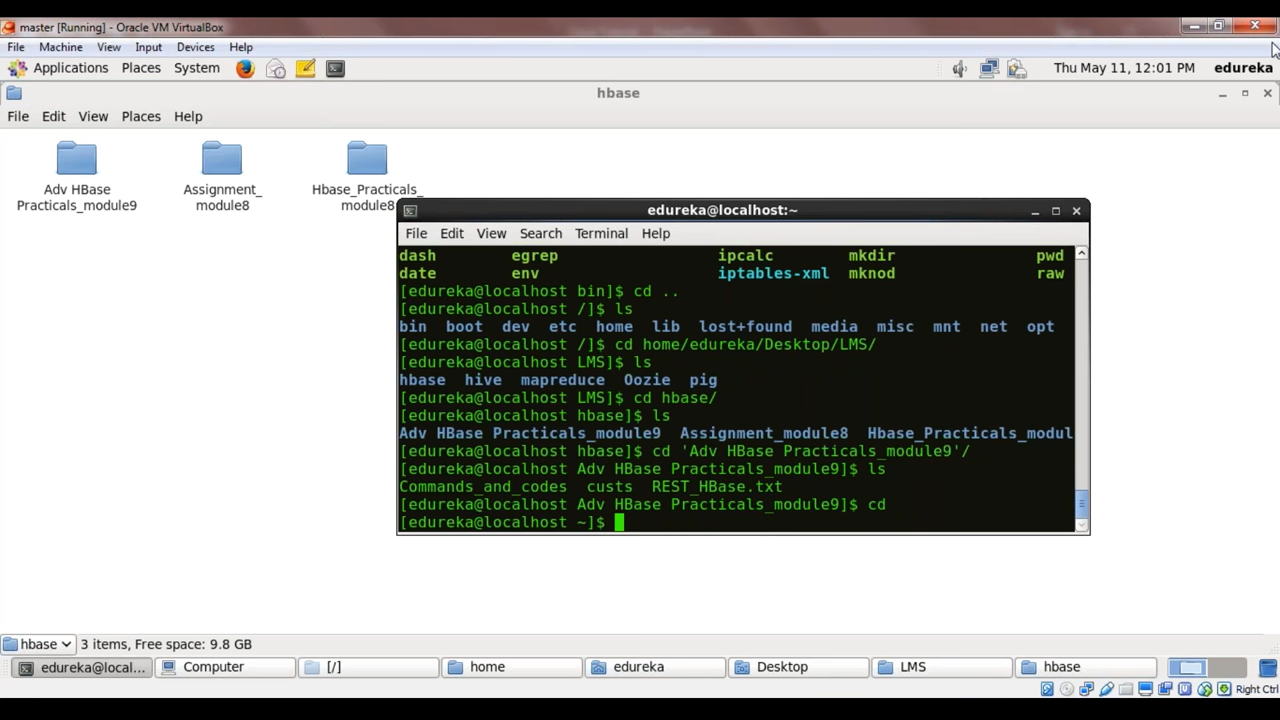 master [Running] - Oracle VM VirtualBox
File Machine View Input Devices Help
Applications Places System Thu May 11, 12:01 PM edureka
hbase
File Edit View Places Help
Adv HBase Practicals_module9
Assignment_module8
Hbase_Practicals_module8
edureka@localhost:~
File Edit View Search Terminal Help
dash egrep ipcalc mkdir pwd
date env iptables-xml mknod raw
[edureka@localhost bin]$ cd ..
[edureka@localhost /]$ ls
bin boot dev etc home lib lost+found media misc mnt net opt
[edureka@localhost /]$ cd home/edureka/Desktop/LMS/
[edureka@localhost LMS]$ ls
hbase hive mapreduce Oozie pig
[edureka@localhost LMS]$ cd hbase/
[edureka@localhost hbase]$ ls
Adv HBase Practicals_module9 Assignment_module8 Hbase_Practicals_modul
[edureka@localhost hbase]$ cd 'Adv HBase Practicals_module9'/
[edureka@localhost Adv HBase Practicals_module9]$ ls
Commands_and_codes custs REST_HBase.txt
[edureka@localhost Adv HBase Practicals_module9]$ cd
[edureka@localhost ~]$
hbase 3 items, Free space: 9.8 GB
edureka@local... Computer [/] home edureka Desktop LMS hbase
Right Ctrl